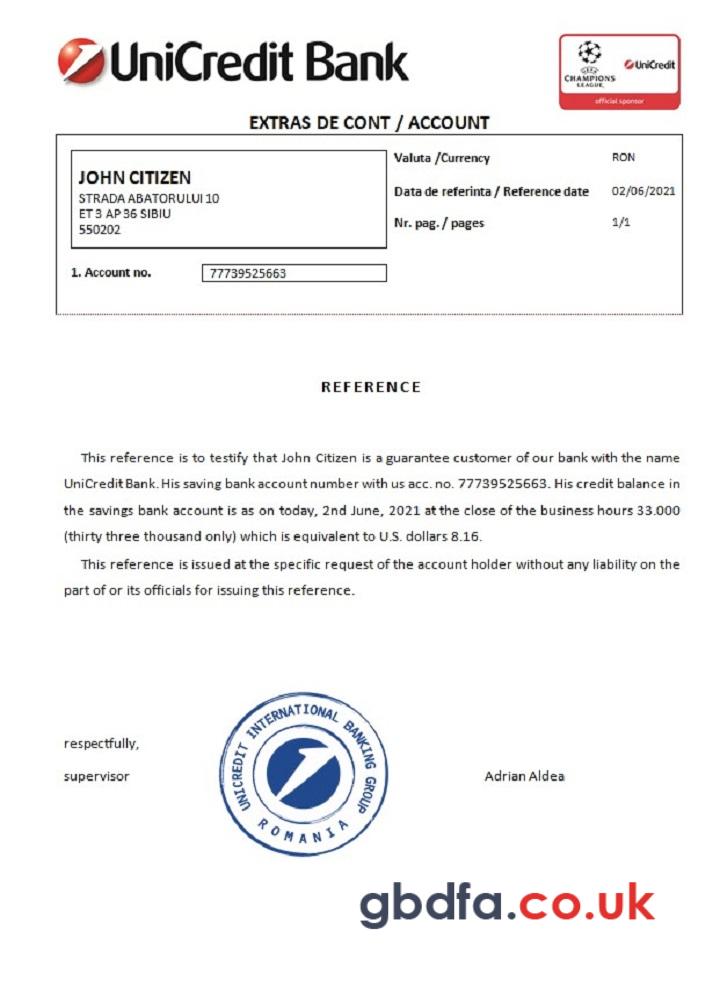 UniCredit Bank
UEFA
CHAMPIONS
LEAGUE
UniCredit
official sponsor
EXTRAS DE CONT / ACCOUNT
JOHN CITIZEN
STRADA ABATORULUI 10
ET 3 AP 36 SIBIU
550202
Valuta /Currency RON
Data de referinta / Reference date 02/06/2021
Nr. pag. / pages 1/1
1. Account no. 77739525663
REFERENCE
This reference is to testify that John Citizen is a guarantee customer of our bank with the name
UniCredit Bank. His saving bank account number with us acc. no. 77739525663. His credit balance in
the savings bank account is as on today, 2nd June, 2021 at the close of the business hours 33.000
(thirty three thousand only) which is equivalent to U.S. dollars 8.16.
This reference is issued at the specific request of the account holder without any liability on the
part of or its officials for issuing this reference.
respectfully,
supervisor
UNICREDIT INTERNATIONAL BANKING GROUP
ROMANIA
Adrian Aldea
gbdfa.co.uk